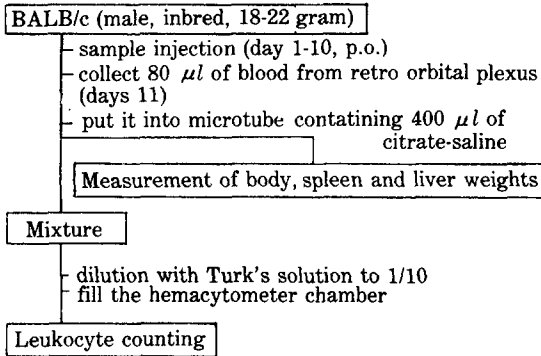 BALB/c (male, inbred, 18-22 gram)
sample injection (day 1-10, p.o.)
collect 80 μl of blood from retro orbital plexus
(days 11)
put it into microtube contatining 400 μl of
citrate-saline
Measurement of body, spleen and liver weights
Mixture
dilution with Turk's solution to 1/10
fill the hemacytometer chamber
Leukocyte counting